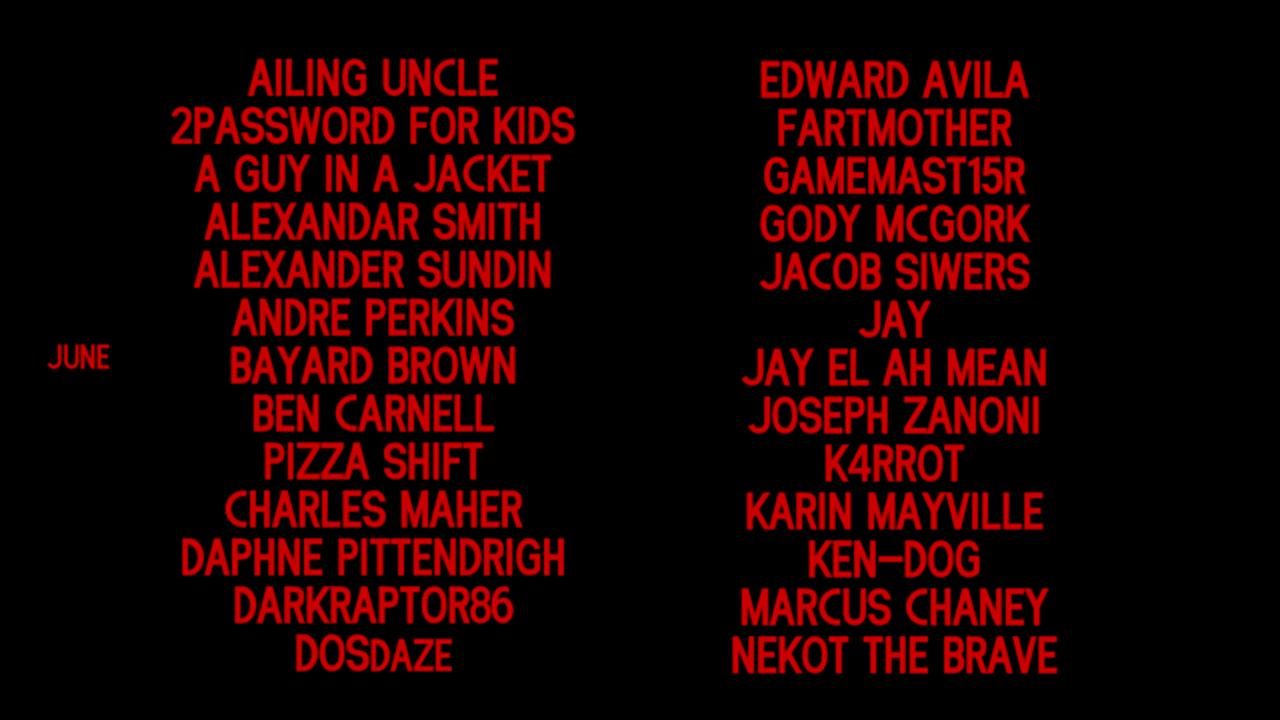 JUNE
AILING UNCLE
2PASSWORD FOR KIDS
A GUY IN A JACKET
ALEXANDAR SMITH
ALEXANDER SUNDIN
ANDRE PERKINS
BAYARD BROWN
BEN CARNELL
PIZZA SHIFT
CHARLES MAHER
DAPHNE PITTENDRIGH
DARKRAPTOR86
DOSDAZE
EDWARD AVILA
FARTMOTHER
GAMEMAST15R
GODY MCGORK
JACOB SIWERS
JAY
JAY EL AH MEAN
JOSEPH ZANONI
K4RROT
KARIN MAYVILLE
KEN-DOG
MARCUS CHANEY
NEKOT THE BRAVE